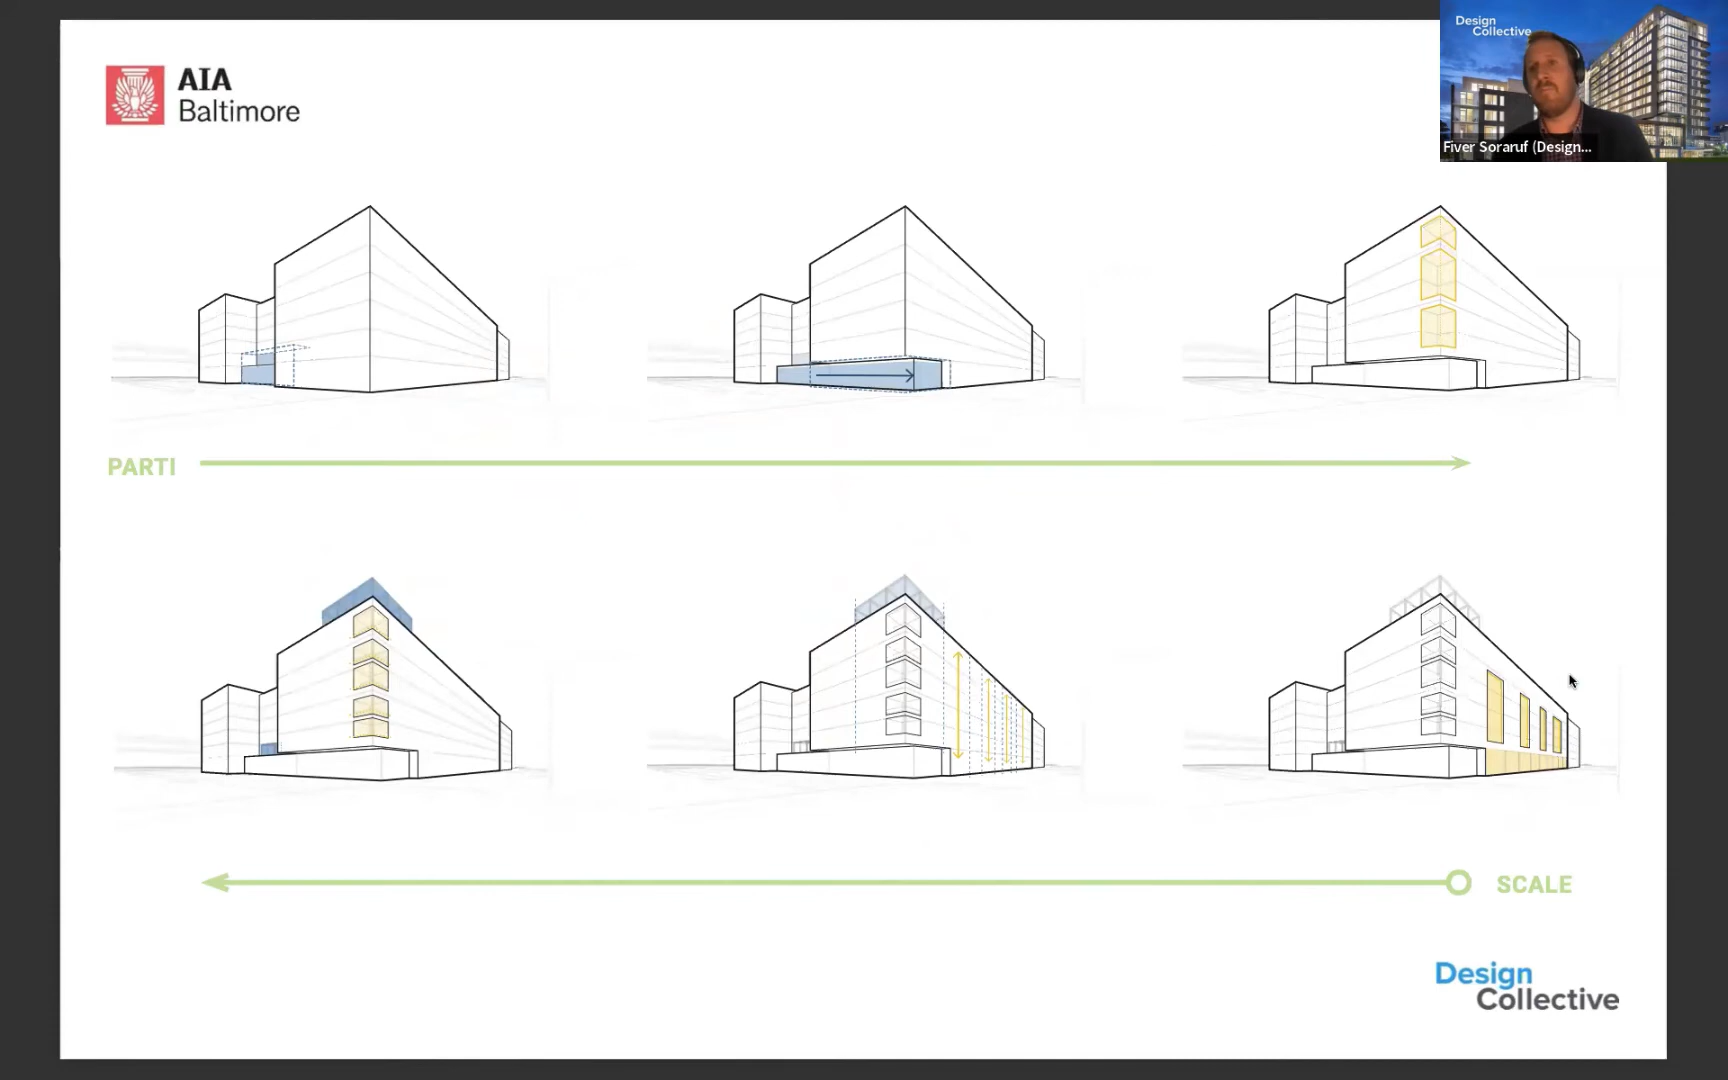 AIA
Baltimore
Design
Collective
Fiver Soraruf (Design...
PARTI
SCALE
Design
Collective